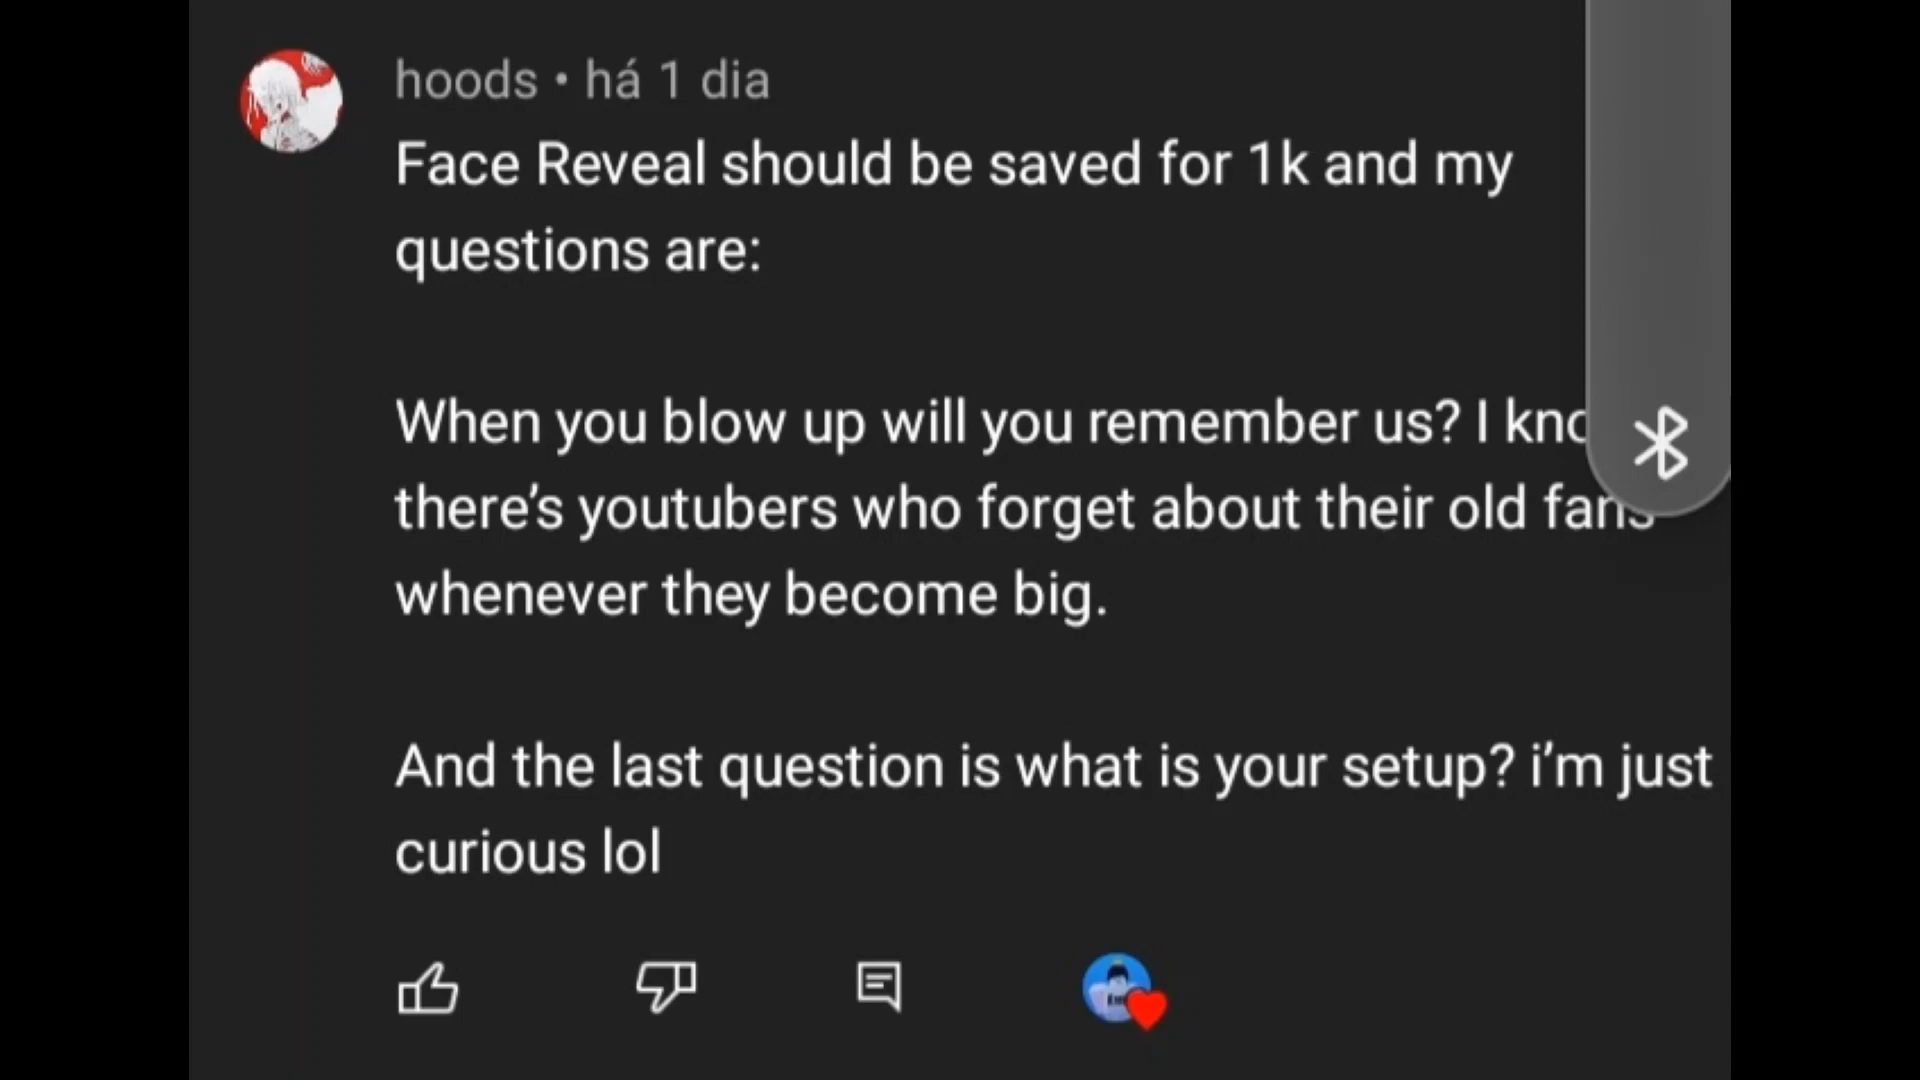 hoods • há 1 dia
Face Reveal should be saved for 1k and my
questions are:
When you blow up will you remember us? I
there's youtubers who forget about their old fans
whenever they become big.
And the last question is what is your setup? i'm just
curious lol